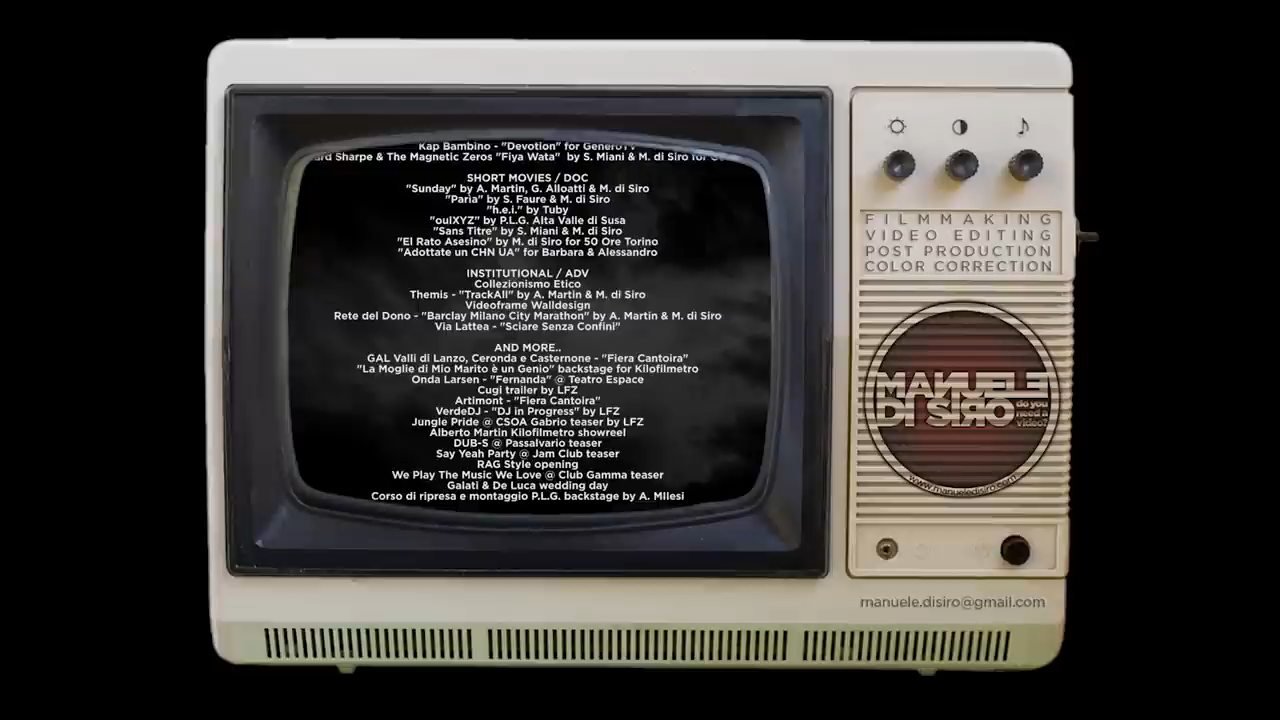 Kap Bambino - "Devotion" for GeneroTV
Sharpe & The Magnetic Zeros "Fiya Wata" by S. Miani & M. di Siro for
SHORT MOVIES / DOC
"Sunday" by A. Martin, G. Alloatti & M. di Siro
"Paria" by S. Faure & M. di Siro
"h.e.i." by Tuby
"oulXYZ" by P.L.G. Alta Valle di Susa
"Sans Titre" by S. Miani & M. di Siro
"El Rato Asesino" by M. di Siro for 50 Ore Torino
"Adottate un CHN UA" for Barbara & Alessandro
INSTITUTIONAL / ADV
Collezionismo Etico
Themis - "TrackAll" by A. Martin & M. di Siro
Videoframe Walldesign
Rete del Dono - "Barclay Milano City Marathon" by A. Martin & M. di Siro
Via Lattea - "Sciare Senza Confini"
AND MORE..
GAL Valli di Lanzo, Ceronda e Casternone - "Fiera Cantoira"
"La Moglie di Mio Marito è un Genio" backstage for Kilofilmetro
Onda Larsen - "Fernanda" @ Teatro Espace
Cugi trailer by LFZ
Artimont - "Fiera Cantoira"
VerdeDJ - "DJ in Progress" by LFZ
Jungle Pride @ CSOA Gabrio teaser by LFZ
Alberto Martin Kilofilmetro showreel
DUB-S @ Passalvario teaser
Say Yeah Party @ Jam Club teaser
RAG Style opening
We Play The Music We Love @ Club Gamma teaser
Galati & De Luca wedding day
Corso di ripresa e montaggio P.L.G. backstage by A. MIlesi
FILMMAKING
VIDEO EDITING
POST PRODUCTION
COLOR CORRECTION
MANUELE
DI SIRO
do you
need a
video?
www.manueledisiro.com
manuele.disiro@gmail.com